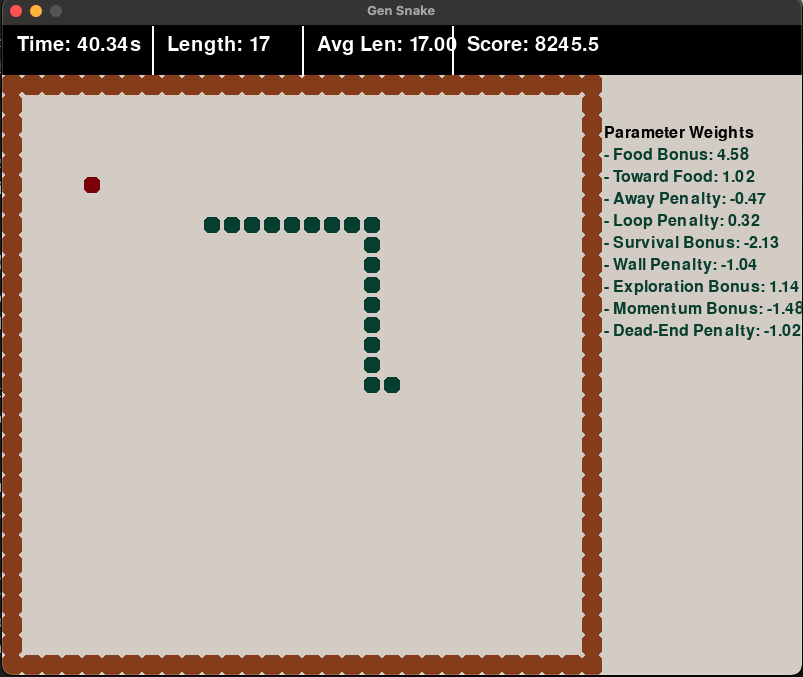 Gen Snake
Time: 40.34s Length: 17 Avg Len: 17.00 Score: 8245.5
Parameter Weights
- Food Bonus: 4.58
- Toward Food: 1.02
- Away Penalty: -0.47
- Loop Penalty: 0.32
- Survival Bonus: -2.13
- Wall Penalty: -1.04
- Exploration Bonus: 1.14
- Momentum Bonus: -1.48
- Dead-End Penalty: -1.02